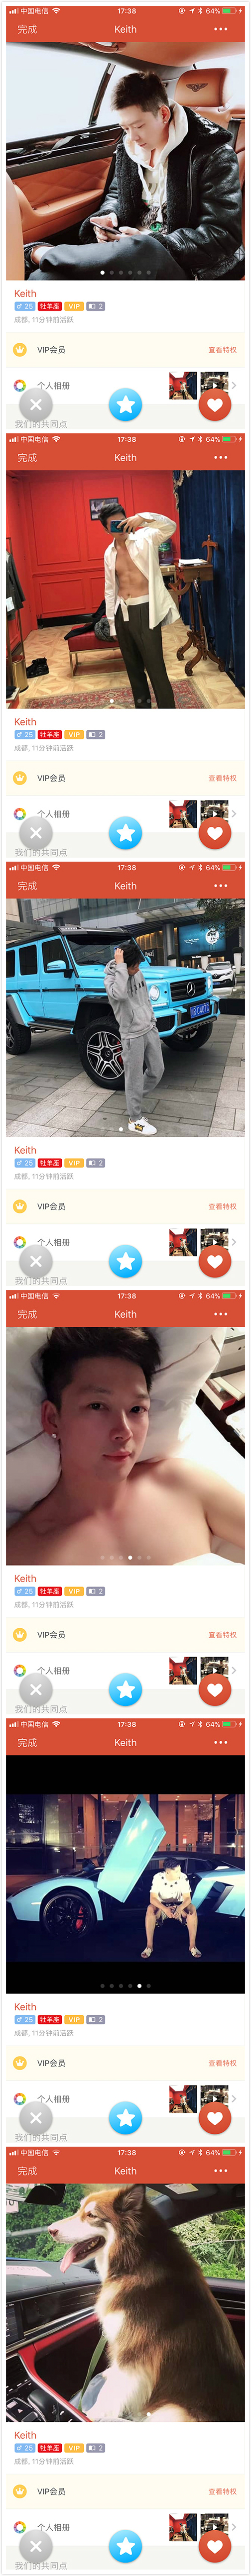 中国电信 17:38 64%
完成 Keith
Keith
25 牡羊座 VIP 2
成都, 11分钟前活跃
VIP会员 查看特权
个人相册
我们的共同点
中国电信 17:38 64%
完成 Keith
Keith
25 牡羊座 VIP 2
成都, 11分钟前活跃
VIP会员 查看特权
个人相册
我们的共同点
中国电信 17:38 64%
完成 Keith
Keith
25 牡羊座 VIP 2
成都, 11分钟前活跃
VIP会员 查看特权
个人相册
我们的共同点
中国电信 17:38 64%
完成 Keith
Keith
25 牡羊座 VIP 2
成都, 11分钟前活跃
VIP会员 查看特权
个人相册
我们的共同点
中国电信 17:38 64%
完成 Keith
Keith
25 牡羊座 VIP 2
成都, 11分钟前活跃
VIP会员 查看特权
个人相册
我们的共同点
中国电信 17:38 64%
完成 Keith
Keith
25 牡羊座 VIP 2
成都, 11分钟前活跃
VIP会员 查看特权
个人相册
我们的共同点